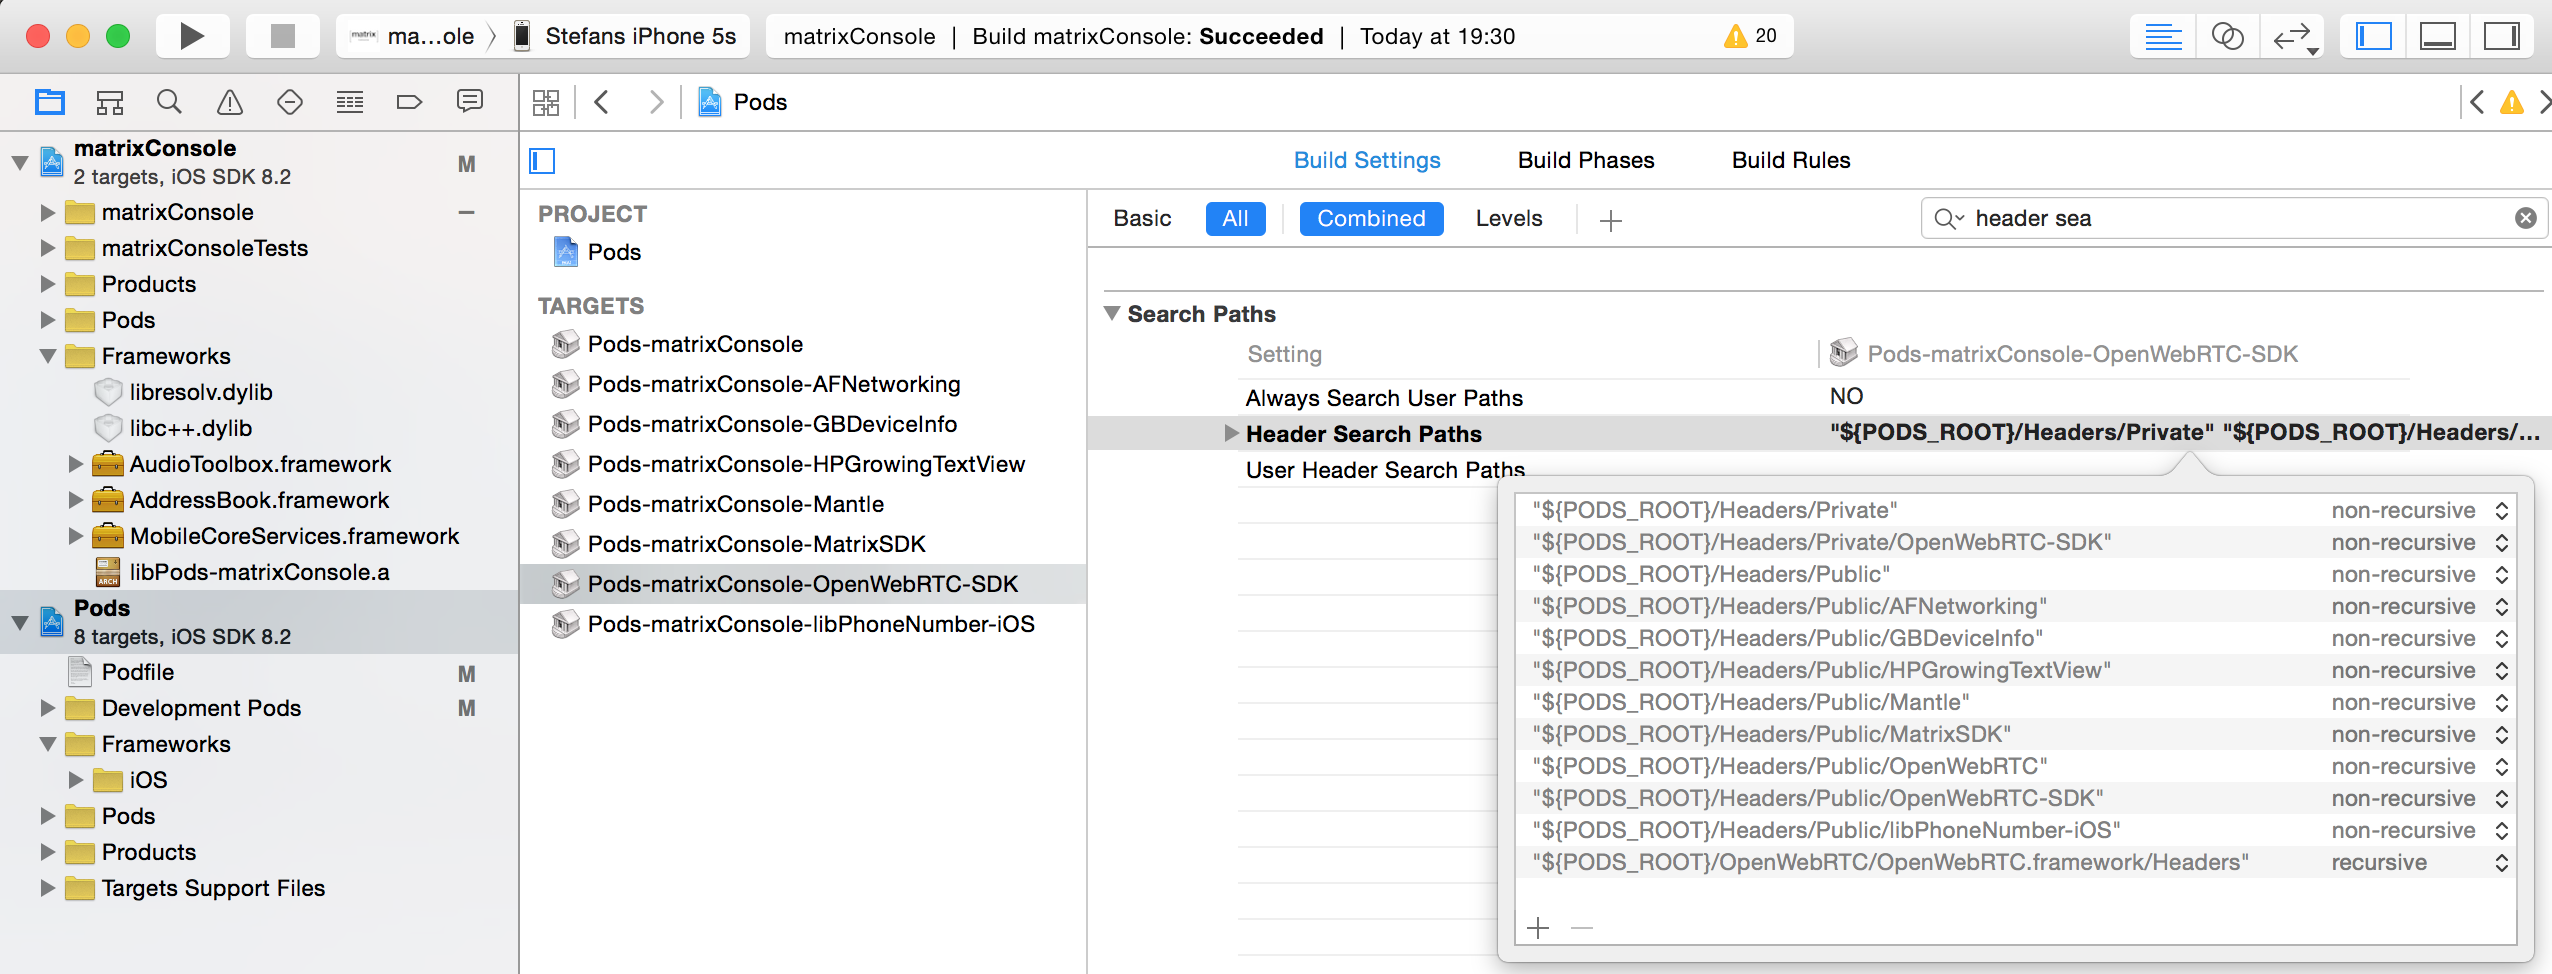 matrix ma...ole Stefans iPhone 5s
matrixConsole | Build matrixConsole: Succeeded | Today at 19:30 20
Pods
matrixConsole
2 targets, iOS SDK 8.2 M
matrixConsole –
matrixConsoleTests
Products
Pods
Frameworks
libresolv.dylib
libc++.dylib
AudioToolbox.framework
AddressBook.framework
MobileCoreServices.framework
ARCH libPods-matrixConsole.a
Pods
8 targets, iOS SDK 8.2
Podfile M
Development Pods M
Frameworks
iOS
Pods
Products
Targets Support Files
Build Settings Build Phases Build Rules
PROJECT
Pods
TARGETS
Pods-matrixConsole
Pods-matrixConsole-AFNetworking
Pods-matrixConsole-GBDeviceInfo
Pods-matrixConsole-HPGrowingTextView
Pods-matrixConsole-Mantle
Pods-matrixConsole-MatrixSDK
Pods-matrixConsole-OpenWebRTC-SDK
Pods-matrixConsole-libPhoneNumber-iOS
Basic All Combined Levels + header sea
Search Paths
Setting Pods-matrixConsole-OpenWebRTC-SDK
Always Search User Paths NO
Header Search Paths "${PODS_ROOT}/Headers/Private" "${PODS_ROOT}/Headers/...
User Header Search Paths
"${PODS_ROOT}/Headers/Private" non-recursive
"${PODS_ROOT}/Headers/Private/OpenWebRTC-SDK" non-recursive
"${PODS_ROOT}/Headers/Public" non-recursive
"${PODS_ROOT}/Headers/Public/AFNetworking" non-recursive
"${PODS_ROOT}/Headers/Public/GBDeviceInfo" non-recursive
"${PODS_ROOT}/Headers/Public/HPGrowingTextView" non-recursive
"${PODS_ROOT}/Headers/Public/Mantle" non-recursive
"${PODS_ROOT}/Headers/Public/MatrixSDK" non-recursive
"${PODS_ROOT}/Headers/Public/OpenWebRTC" non-recursive
"${PODS_ROOT}/Headers/Public/OpenWebRTC-SDK" non-recursive
"${PODS_ROOT}/Headers/Public/libPhoneNumber-iOS" non-recursive
"${PODS_ROOT}/OpenWebRTC/OpenWebRTC.framework/Headers" recursive
+ –